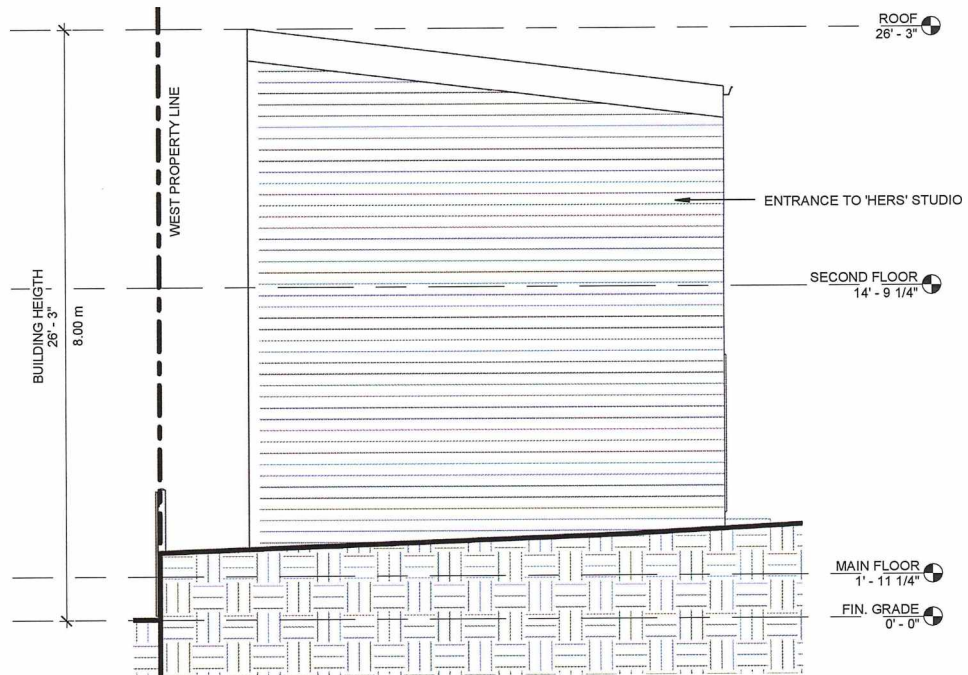 ROOF
26' - 3"
WEST PROPERTY LINE
ENTRANCE TO 'HERS' STUDIO
SECOND FLOOR
14' - 9 1/4"
BUILDING HEIGTH
26' - 3"
8.00 m
MAIN FLOOR
1' - 11 1/4"
FIN. GRADE
0' - 0"